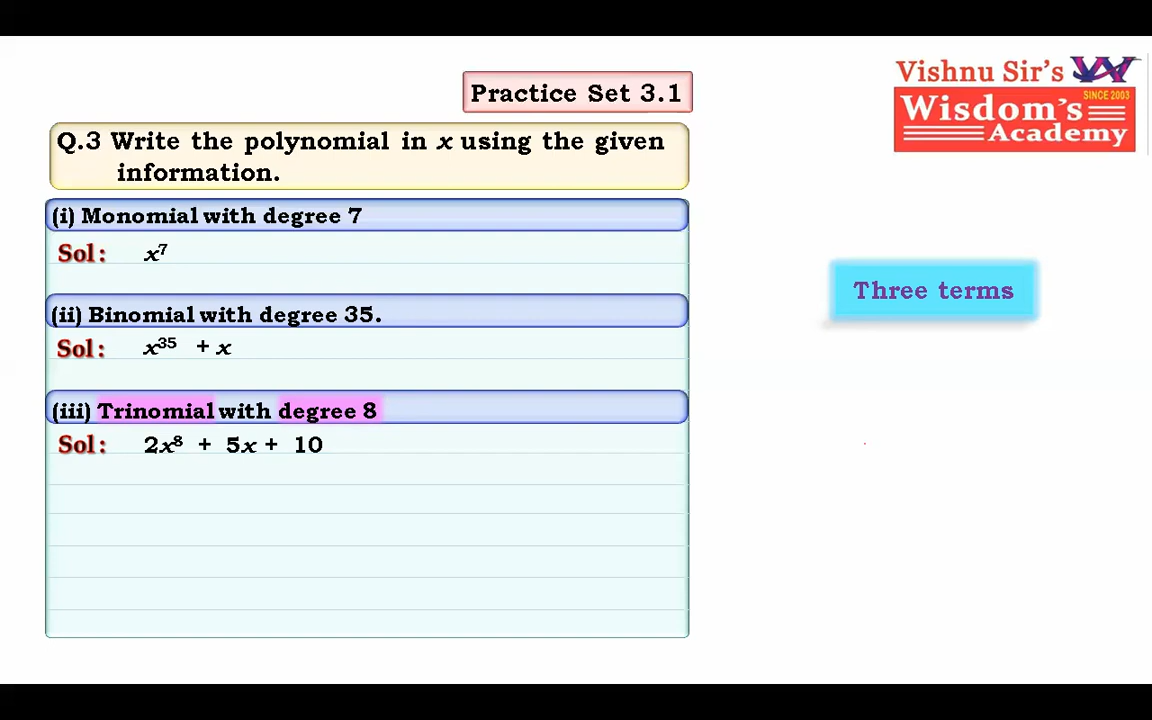 Vishnu Sir's
SINCE 2003
Wisdom's
Academy
Practice Set 3.1
Q.3 Write the polynomial in x using the given
information.
(i) Monomial with degree 7
Sol: x⁷
Three terms
(ii) Binomial with degree 35.
Sol: x³⁵ + x
(iii) Trinomial with degree 8
Sol: 2x⁸ + 5x + 10